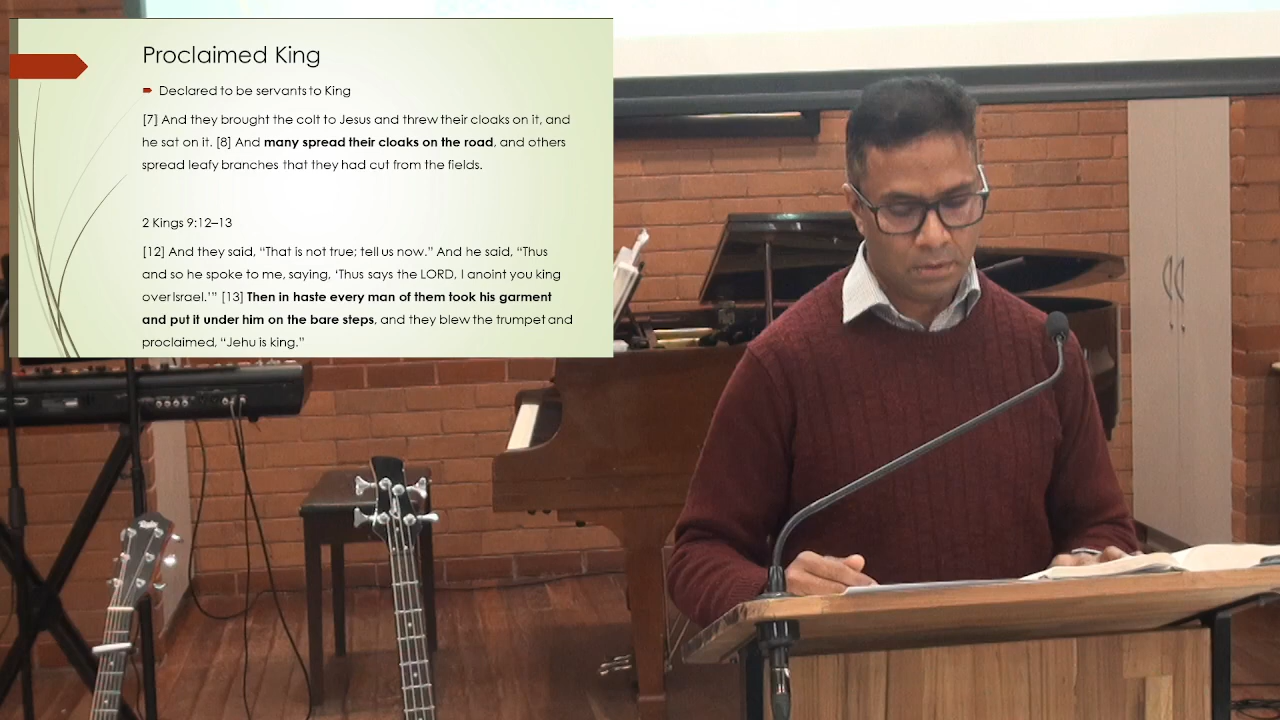 Proclaimed King
Declared to be servants to King
[7] And they brought the colt to Jesus and threw their cloaks on it, and
he sat on it. [8] And many spread their cloaks on the road, and others
spread leafy branches that they had cut from the fields.
2 Kings 9:12–13
[12] And they said, “That is not true; tell us now.” And he said, “Thus
and so he spoke to me, saying, ‘Thus says the LORD, I anoint you king
over Israel.’” [13] Then in haste every man of them took his garment
and put it under him on the bare steps, and they blew the trumpet and
proclaimed, “Jehu is king.”
Taylor